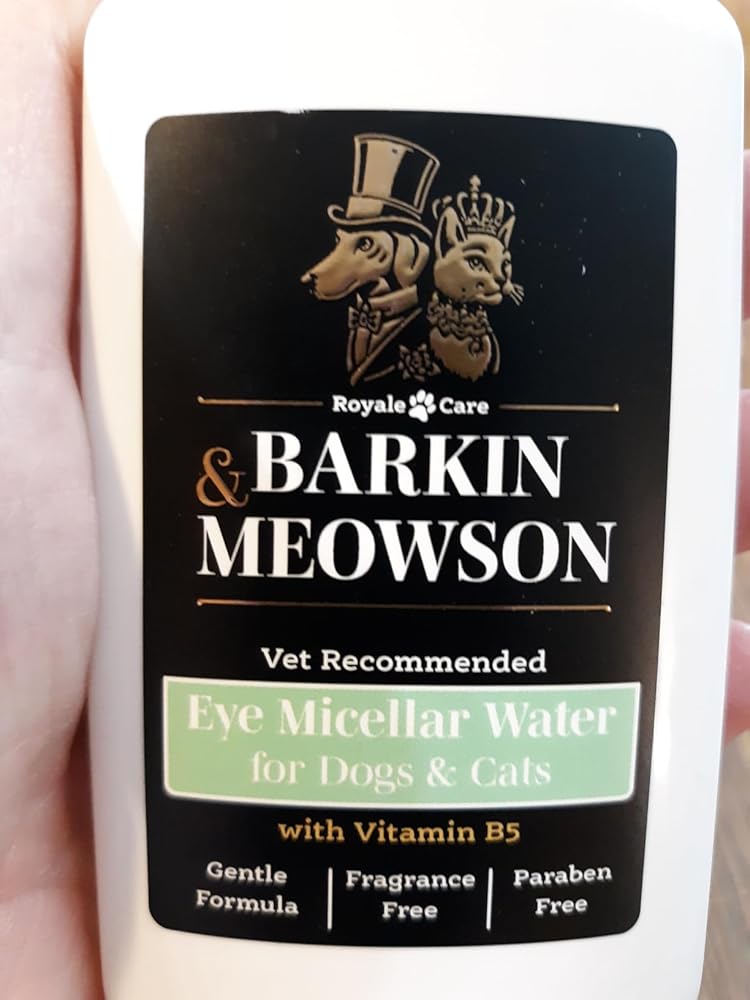 Royale Care
& BARKIN
MEOWSON
Vet Recommended
Eye Micellar Water
for Dogs & Cats
with Vitamin B5
Gentle
Formula
Fragrance
Free
Paraben
Free